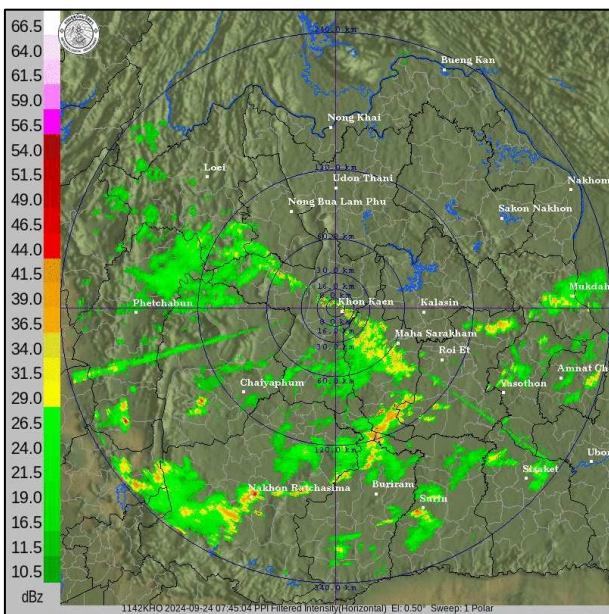 66.5
64.0
61.5
59.0
56.5
54.0
51.5
49.0
46.5
44.0
41.5
39.0
36.5
34.0
31.5
29.0
26.5
24.0
21.5
19.0
16.5
11.5
10.5
dBz
Bueng Kan
Nong Khai
Loei
Udon Thani
Nong Bua Lam Phu
Nakhom
Sakon Nakhon
Mukdah
Phetchabun
Khon Kaen
Kalasin
Maha Sarakham
Roi Et
Chaiyaphum
Yasothon
Amnat Ch
Ubon
Sisaket
Nakhon Ratchasima
Buriram
Surin
1142KHO 2024-09-24 07:45:04 PPI Filtered Intensity(Horizontal) El: 0.50° Sweep: 1 Polar